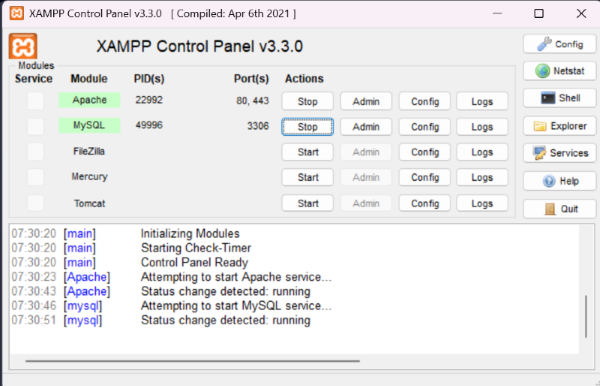 XAMPP Control Panel v3.3.0 [ Compiled: Apr 6th 2021 ]
XAMPP Control Panel v3.3.0
Config
Modules
Service Module PID(s) Port(s) Actions
Netstat
Apache 22992 80, 443 Stop Admin Config Logs
Shell
MySQL 49996 3306 Stop Admin Config Logs
Explorer
FileZilla Start Admin Config Logs
Services
Mercury Start Admin Config Logs
Help
Tomcat Start Admin Config Logs
Quit
07:30:20 [main] Initializing Modules
07:30:20 [main] Starting Check-Timer
07:30:20 [main] Control Panel Ready
07:30:23 [Apache] Attempting to start Apache service...
07:30:43 [Apache] Status change detected: running
07:30:46 [mysql] Attempting to start MySQL service...
07:30:51 [mysql] Status change detected: running